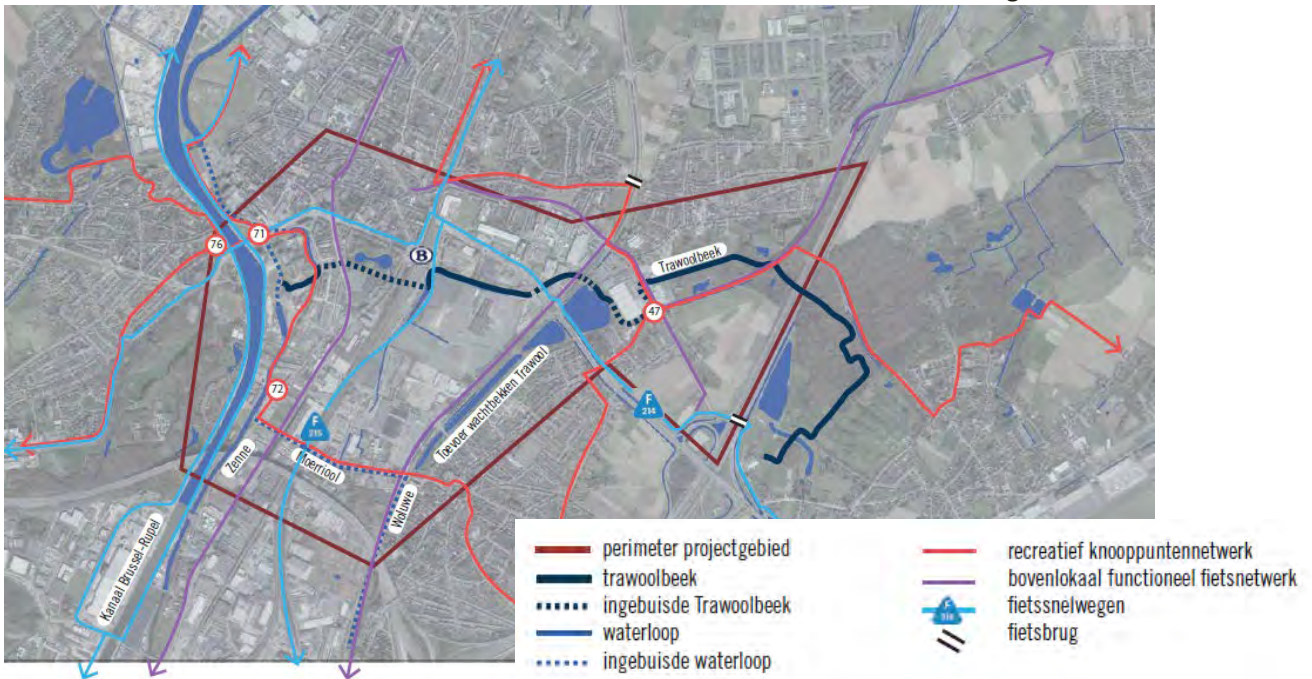 76
71
B
Trawoolbeek
47
72
Toevoer wachtbekken Trawool
F
214
F
215
Zenne
Moerriool
Woluwe
Kanaal Brussel-Rupel
perimeter projectgebied
trawoolbeek
ingebuisde Trawoolbeek
waterloop
ingebuisde waterloop
recreatief knooppuntennetwerk
bovenlokaal functioneel fietsnetwerk
F
fietssnelwegen
fietsbrug